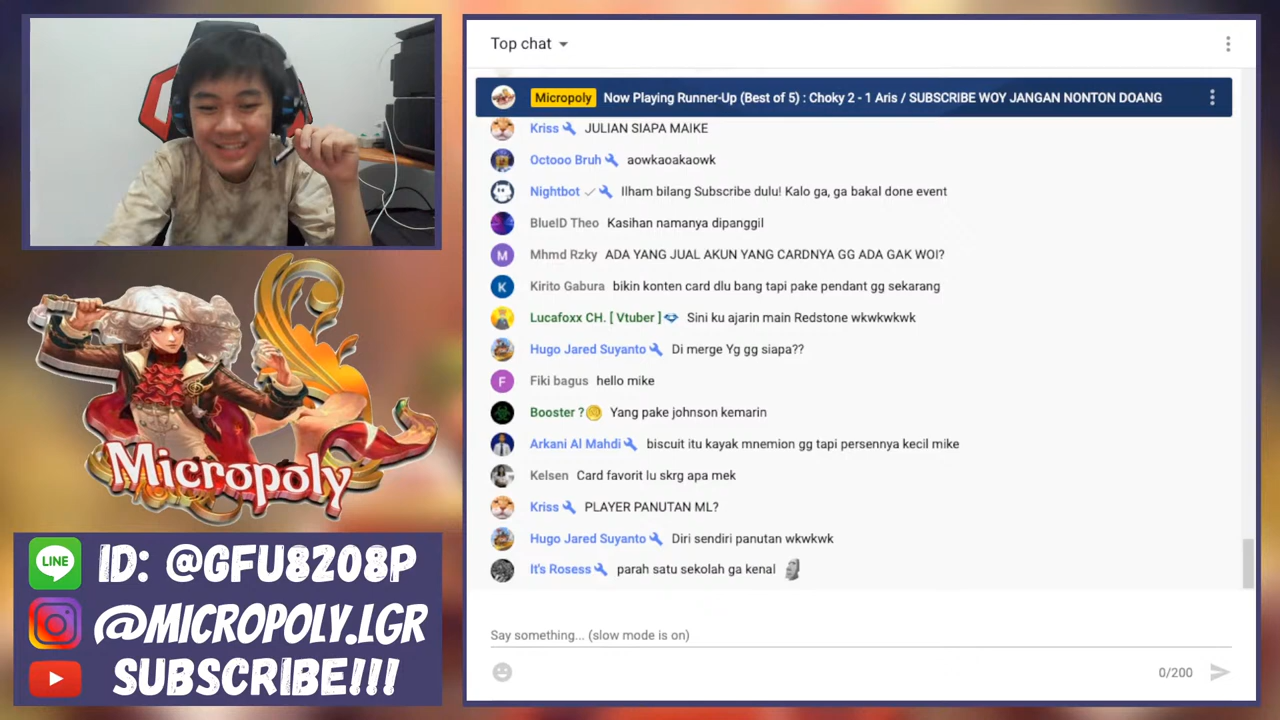 Micropoly
LINE
ID: @GFU8208P
@MICROPOLY.LGR
SUBSCRIBE!!!
Top chat
Micropoly Now Playing Runner-Up (Best of 5) : Choky 2 - 1 Aris / SUBSCRIBE WOY JANGAN NONTON DOANG
Kriss JULIAN SIAPA MAIKE
Octooo Bruh aowkaoakaowk
Nightbot Ilham bilang Subscribe dulu! Kalo ga, ga bakal done event
BlueID Theo Kasihan namanya dipanggil
M Mhmd Rzky ADA YANG JUAL AKUN YANG CARDNYA GG ADA GAK WOI?
K Kirito Gabura bikin konten card dlu bang tapi pake pendant gg sekarang
Lucafoxx CH. [ Vtuber ] Sini ku ajarin main Redstone wkwkwkwk
Hugo Jared Suyanto Di merge Yg gg siapa??
F Fiki bagus hello mike
Booster ? Yang pake johnson kemarin
Arkani Al Mahdi biscuit itu kayak mnemion gg tapi persennya kecil mike
Kelsen Card favorit lu skrg apa mek
Kriss PLAYER PANUTAN ML?
Hugo Jared Suyanto Diri sendiri panutan wkwkwk
It's Rosess parah satu sekolah ga kenal
Say something... (slow mode is on)
0/200